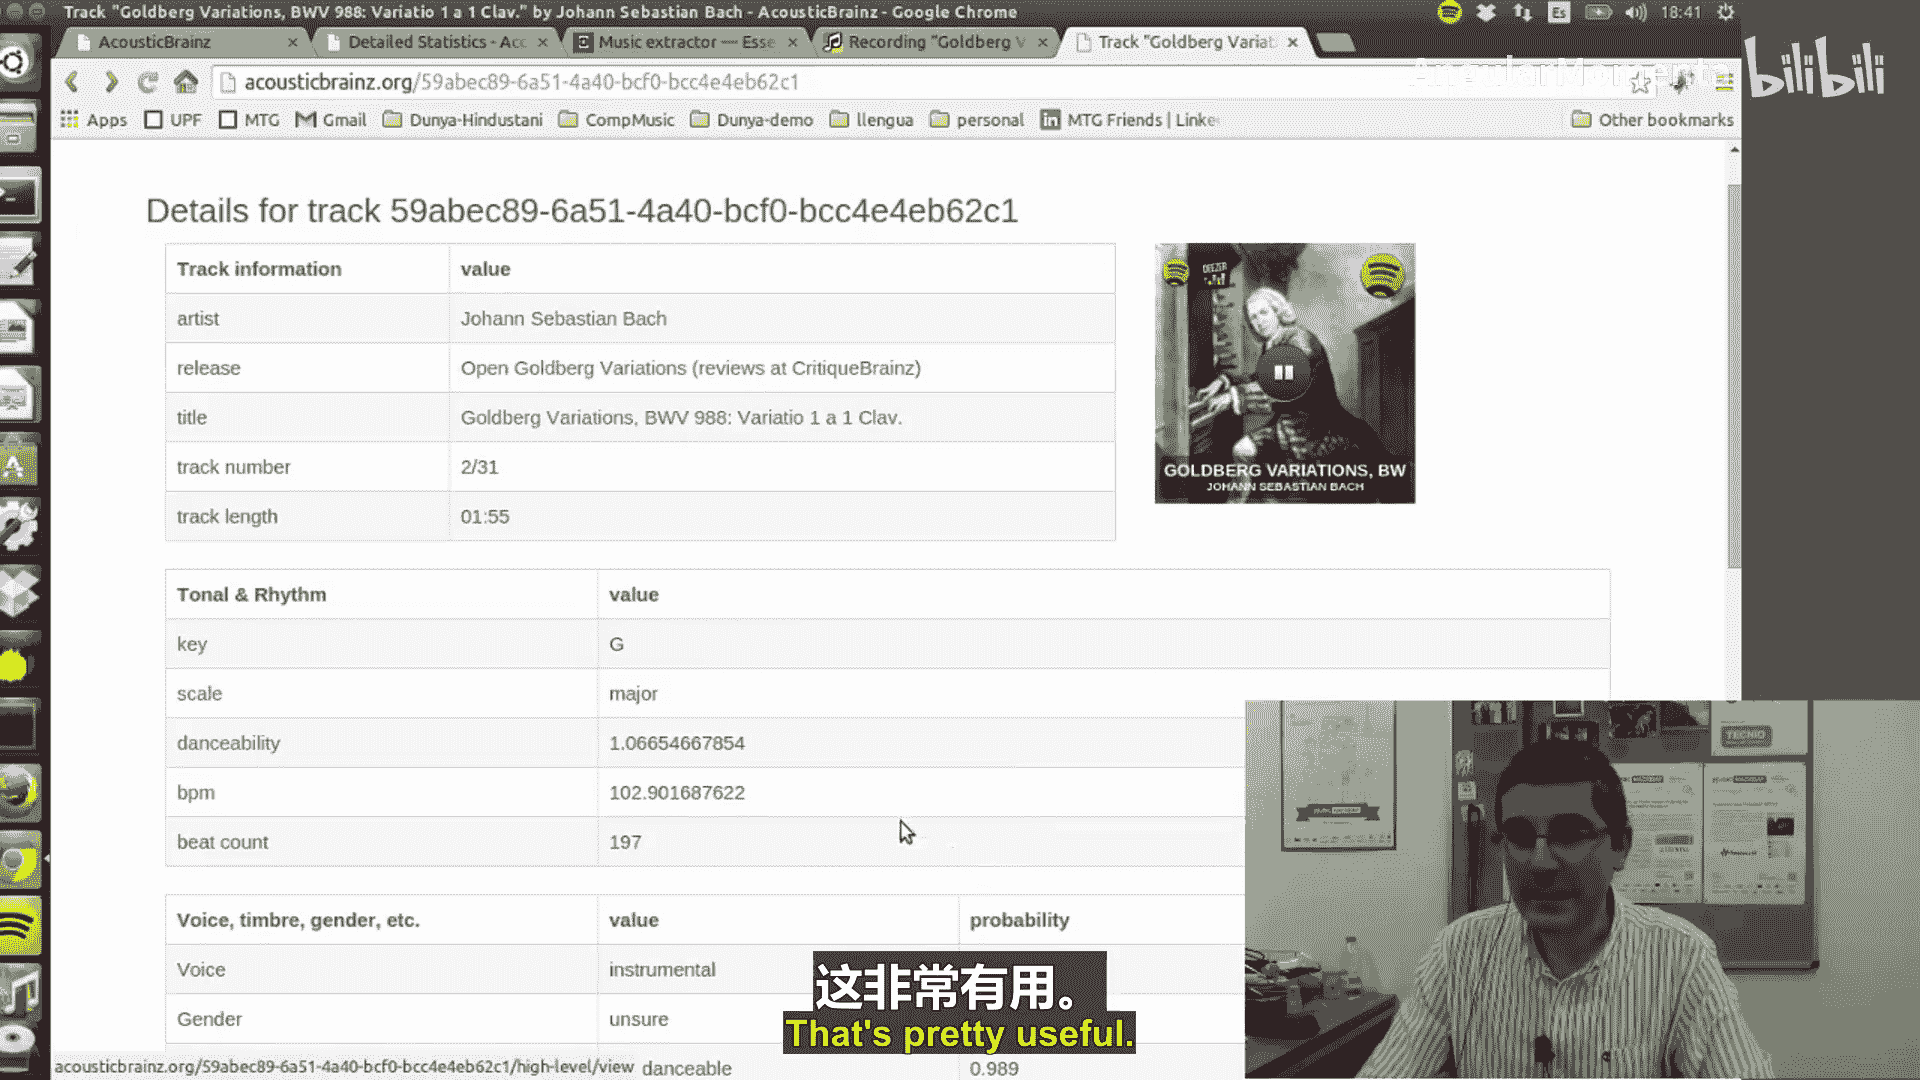 Track "Goldberg Variations, BWV 988: Variatio 1 a 1 Clav." by Johann Sebastian Bach - AcousticBrainz - Google Chrome
Es
18:41
AcousticBrainz
Detailed Statistics - Acc
Music extractor — Esse
Recording "Goldberg V
Track "Goldberg Variat
acousticbrainz.org/59abec89-6a51-4a40-bcf0-bcc4e4eb62c1
bilibili
Apps
UPF
MTG
Gmail
Dunya-Hindustani
CompMusic
Dunya-demo
llengua
personal
MTG Friends | Linke
Other bookmarks
Details for track 59abec89-6a51-4a40-bcf0-bcc4e4eb62c1
Track information value
artist Johann Sebastian Bach
release Open Goldberg Variations (reviews at CritiqueBrainz)
title Goldberg Variations, BWV 988: Variatio 1 a 1 Clav.
track number 2/31
track length 01:55
DEEZER
GOLDBERG VARIATIONS, BW
JOHANN SEBASTIAN BACH
Tonal & Rhythm value
key G
scale major
danceability 1.06654667854
bpm 102.901687622
beat count 197
Voice, timbre, gender, etc. value probability
Voice instrumental
Gender unsure
danceable 0.989
acousticbrainz.org/59abec89-6a51-4a40-bcf0-bcc4e4eb62c1/high-level/view
TECNIO
这非常有用。
That's pretty useful.